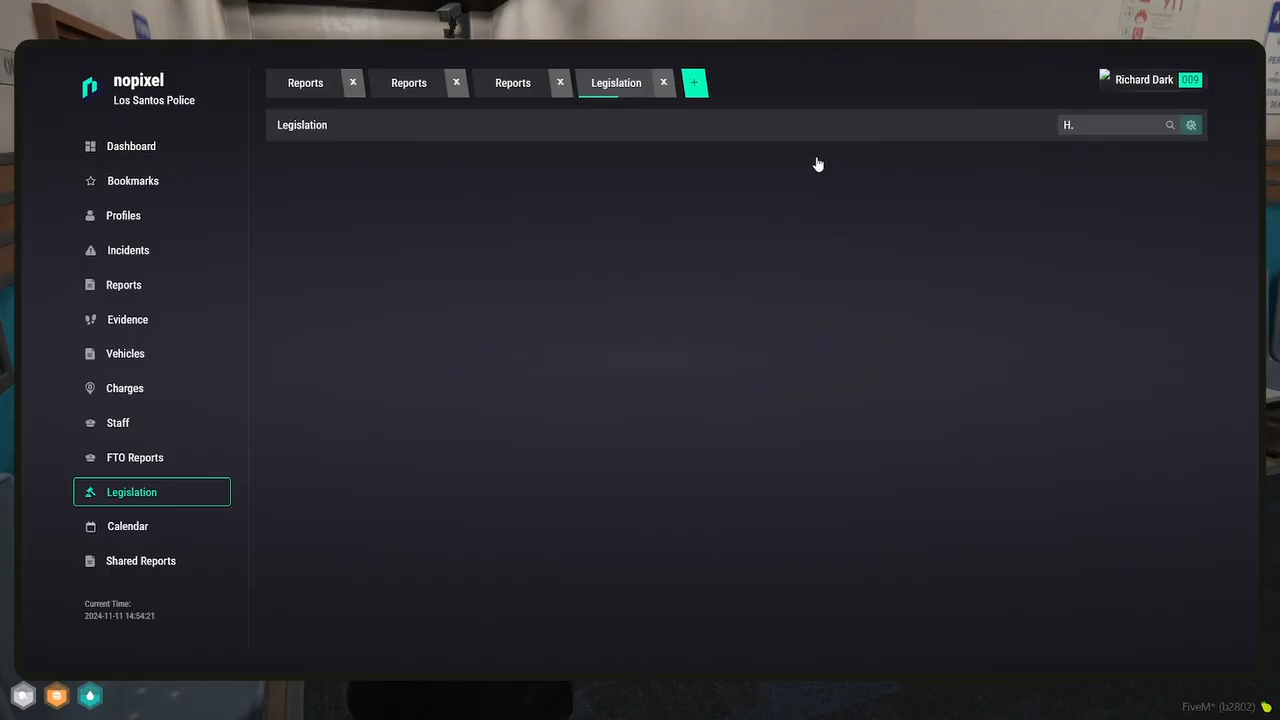 nopixel
Los Santos Police
Reports x Reports x Reports x Legislation x +
Richard Dark 009
Legislation
H.
Dashboard
Bookmarks
Profiles
Incidents
Reports
Evidence
Vehicles
Charges
Staff
FTO Reports
Legislation
Calendar
Shared Reports
Current Time:
2024-11-11 14:54:21
FiveM* (b2802)